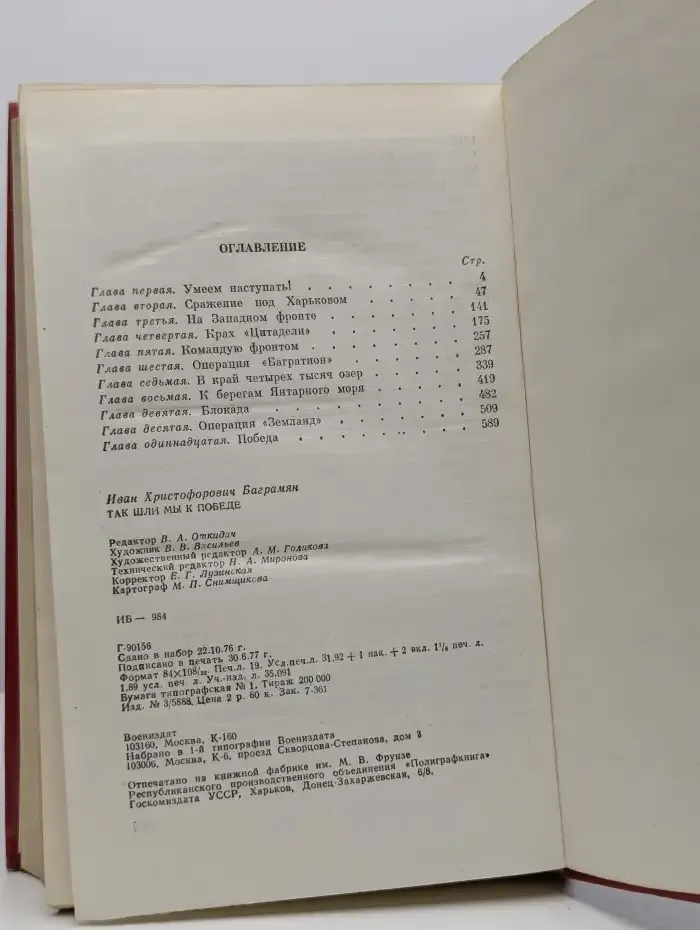 ОГЛАВЛЕНИЕ
Стр.
Глава первая. Умеем наступать! . . . . . . . . 4
Глава вторая. Сражение под Харьковом . . . . . 47
Глава третья. На Западном фронте . . . . . . . 141
Глава четвертая. Крах «Цитадели» . . . . . . . 175
Глава пятая. Командую фронтом . . . . . . . . 257
Глава шестая. Операция «Багратион» . . . . . . 287
Глава седьмая. В край четырех тысяч озер . . . . 339
Глава восьмая. К берегам Янтарного моря . . . . 419
Глава девятая. Блокада . . . . . . . . 482
Глава десятая. Операция «Земланд» . . . . . . 509
Глава одиннадцатая. Победа . . . . . . . 589
Иван Христофорович Баграмян
ТАК ШЛИ МЫ К ПОБЕДЕ
Редактор В. А. Откидач
Художник В. В. Васильев
Художественный редактор А. М. Голикова
Технический редактор Н. А. Миронова
Корректор Е. Г. Лузинская
Картограф М. П. Снимщикова
ИБ — 984
Г-90156
Сдано в набор 22.10.76 г.
Подписано в печать 30.6.77 г.
Формат 84×108/32. Печ.л. 19. Усл.печ.л. 31.92 + 1 нак. + 2 вкл. 1 1/8 печ. л.
1.89 усл. печ. л. Уч.-изд. л. 35.091
Бумага типографская № 1. Тираж 200 000
Изд. № 3/5888. Цена 2 р. 60 к. Зак. 7-361
Воениздат
103160, Москва, К-160
Набрано в 1-й типографии Воениздата
103006, Москва, К-6, проезд Скворцова-Степанова, дом 3
Отпечатано на книжной фабрике им. М. В. Фрунзе
Республиканского производственного объединения «Полиграфкнига»
Госкомиздата УССР, Харьков, Донец-Захаржевская, 6/8.